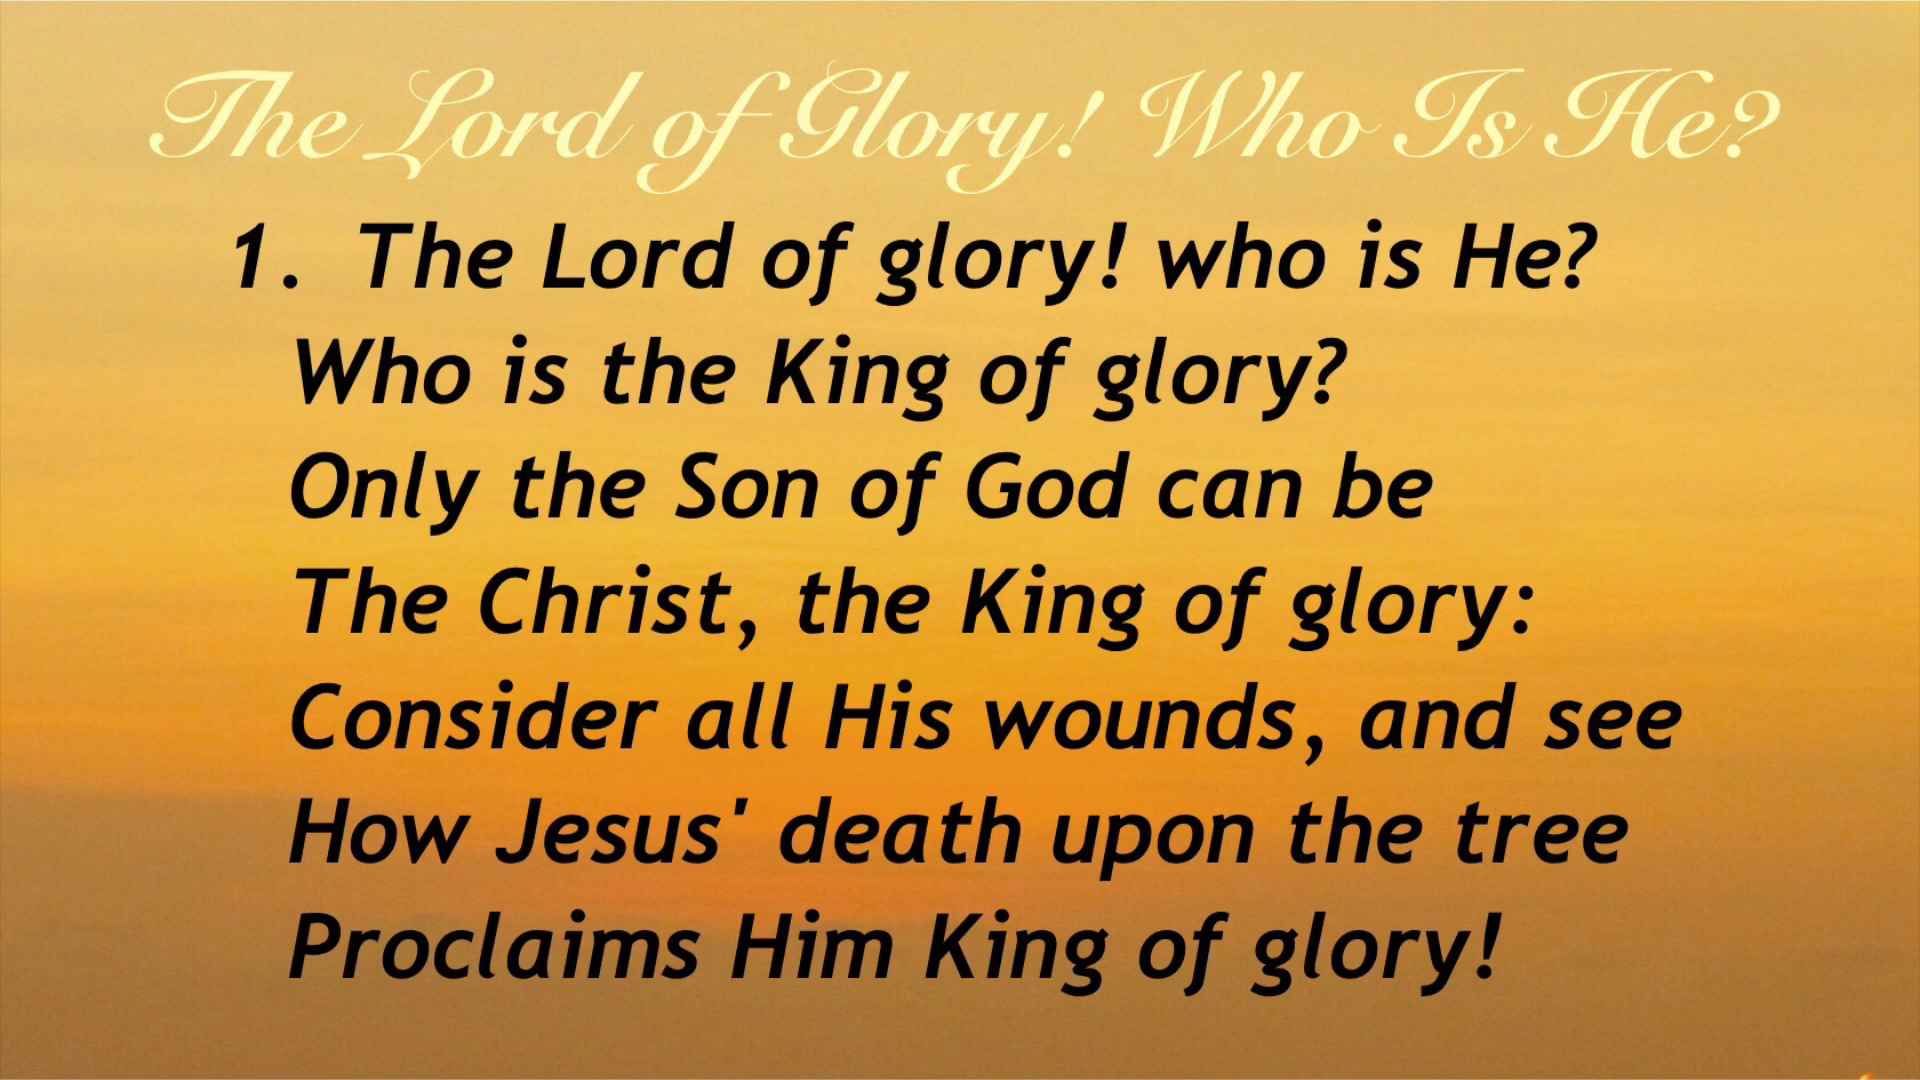 The Lord of Glory! Who Is He?
1. The Lord of glory! who is He?
Who is the King of glory?
Only the Son of God can be
The Christ, the King of glory:
Consider all His wounds, and see
How Jesus' death upon the tree
Proclaims Him King of glory!